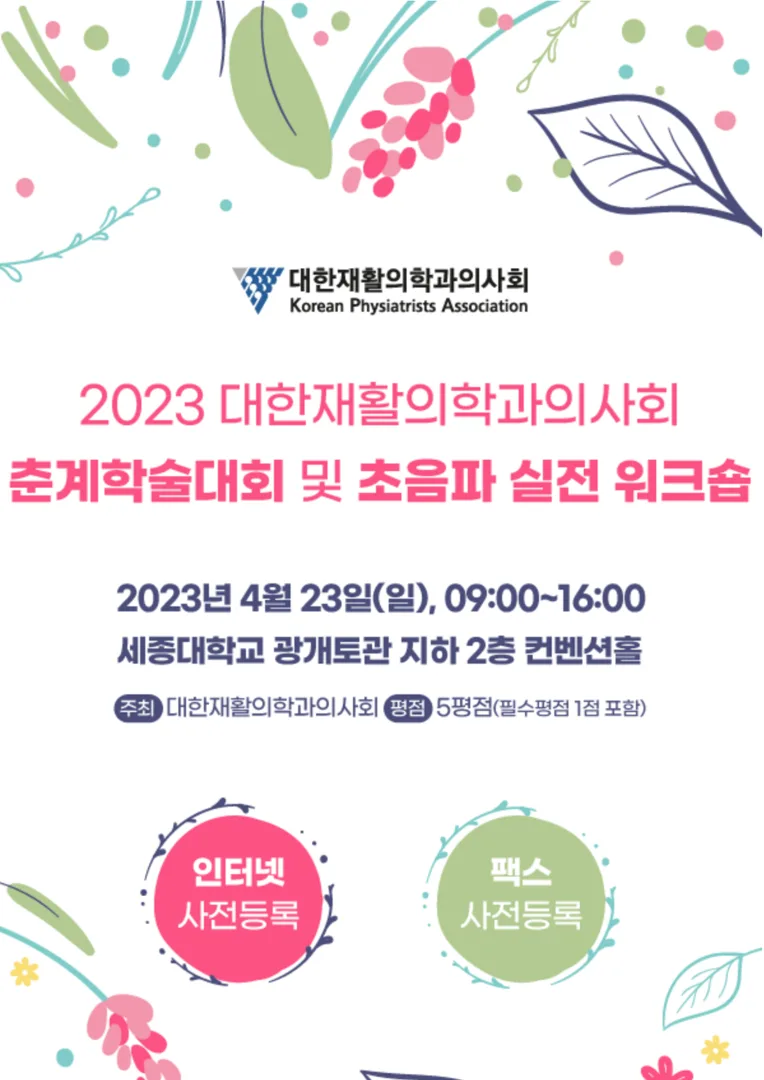 대한재활의학과의사회
Korean Physiatrists Association
2023 대한재활의학과의사회
춘계학술대회 및 초음파 실전 워크숍
2023년 4월 23일(일), 09:00~16:00
세종대학교 광개토관 지하 2층 컨벤션홀
주최 대한재활의학과의사회 평점 5평점(필수평점 1점 포함)
인터넷
사전등록
팩스
사전등록